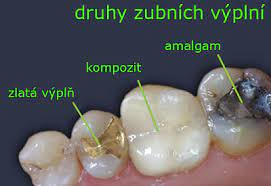 druhy zubních výplní
amalgam
kompozit
zlatá výplň